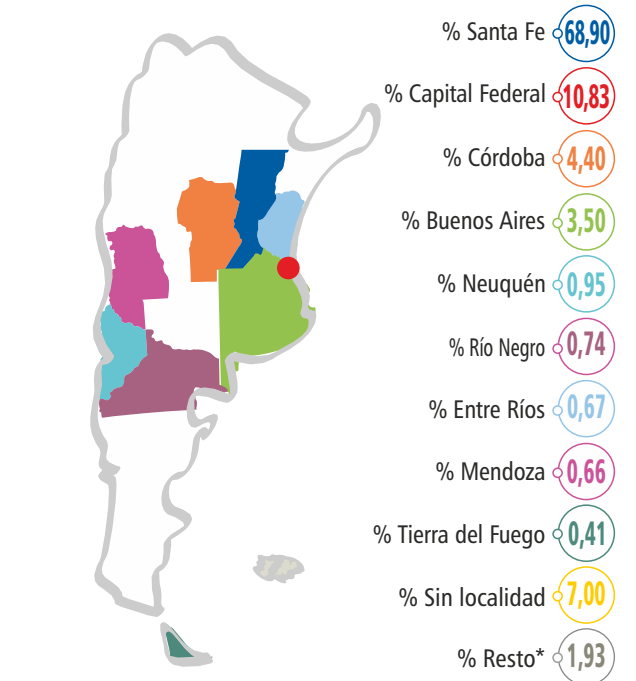 % Santa Fe 68,90
% Capital Federal 10,83
% Córdoba 4,40
% Buenos Aires 3,50
% Neuquén 0,95
% Río Negro 0,74
% Entre Ríos 0,67
% Mendoza 0,66
% Tierra del Fuego 0,41
% Sin localidad 7,00
% Resto* 1,93